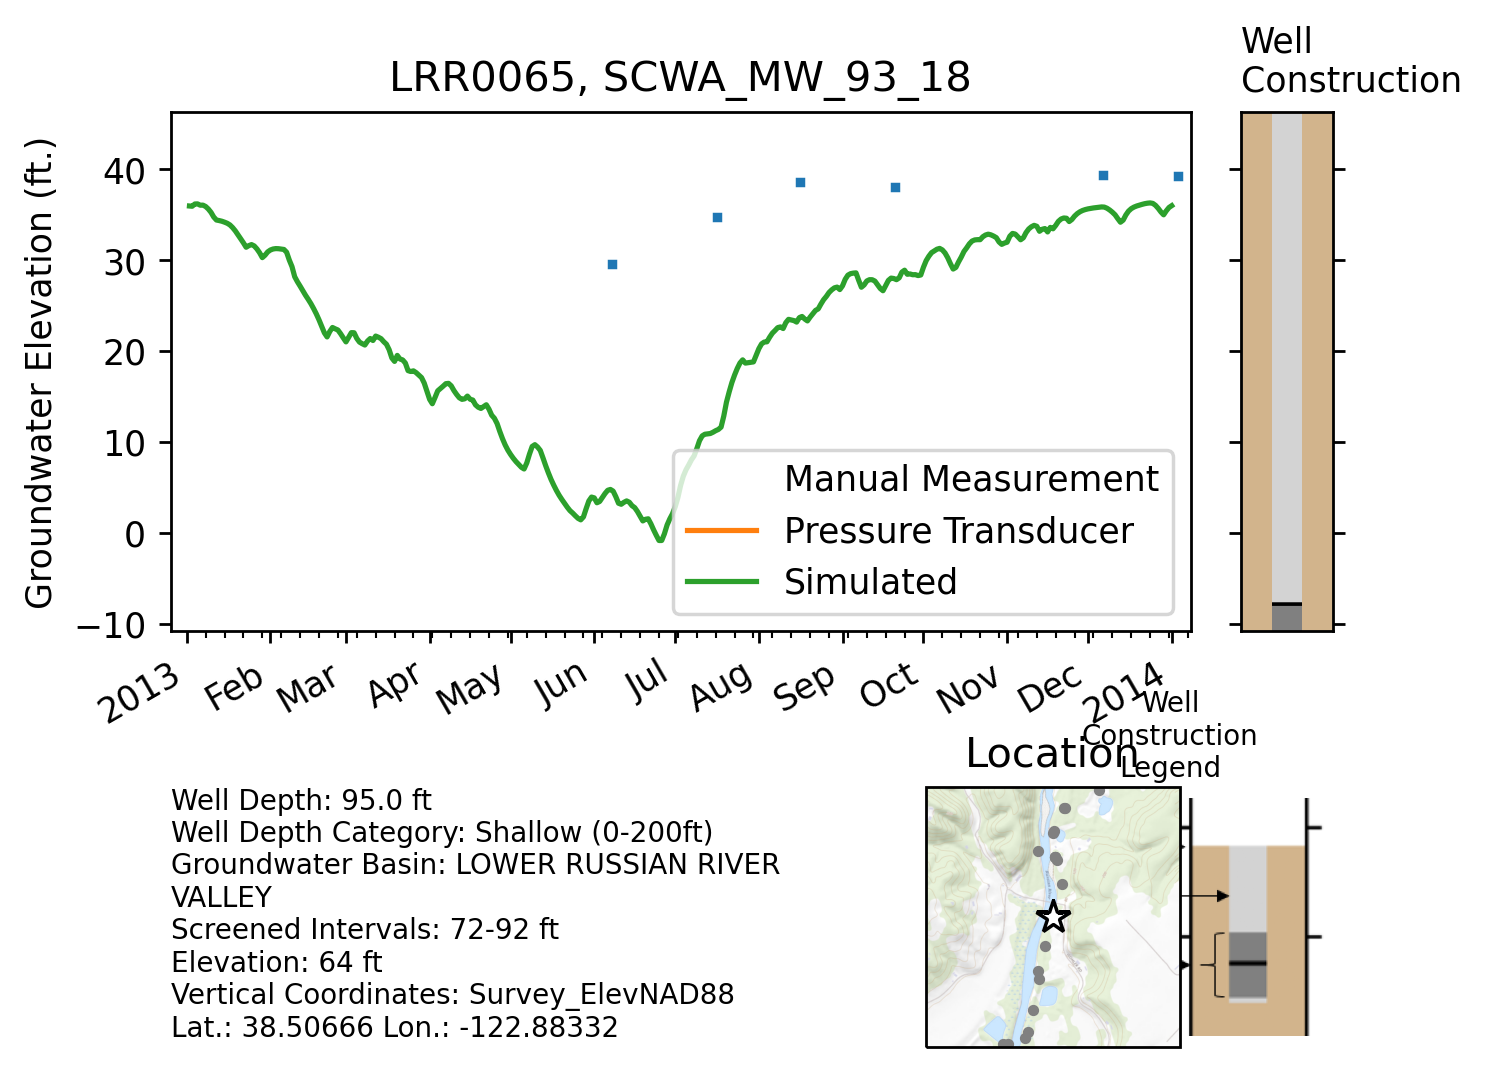 LRR0065, SCWA_MW_93_18
Well
Construction
Groundwater Elevation (ft.)
40
30
20
10
0
−10
Manual Measurement
Pressure Transducer
Simulated
2013
Feb
Mar
Apr
May
Jun
Jul
Aug
Sep
Oct
Nov
Dec
2014
Well
Construction
Legend
Location
Well Depth: 95.0 ft
Well Depth Category: Shallow (0-200ft)
Groundwater Basin: LOWER RUSSIAN RIVER
VALLEY
Screened Intervals: 72-92 ft
Elevation: 64 ft
Vertical Coordinates: Survey_ElevNAD88
Lat.: 38.50666 Lon.: -122.88332